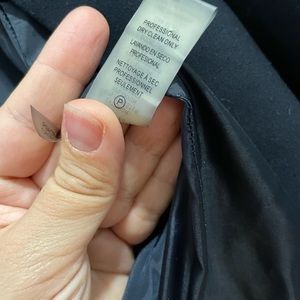 PROFESSIONAL
DRY CLEAN ONLY
LAVADO EN SECO
PROFESIONAL
NETTOYAGE À SEC
PROFESSIONNEL
SEULEMENT
P